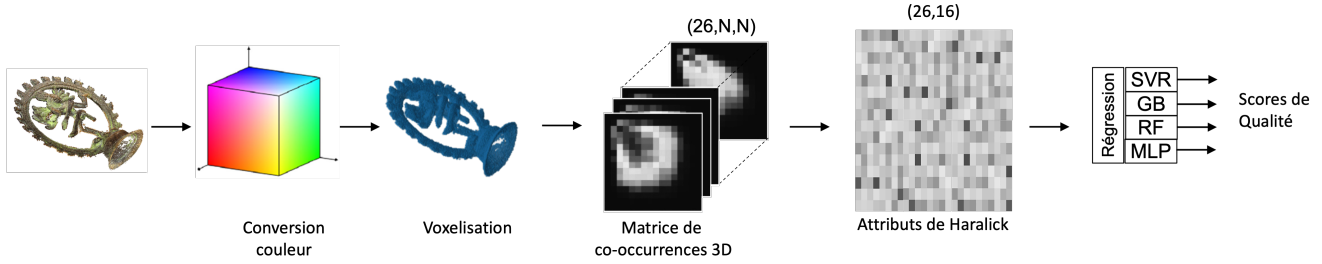 (26,N,N)
(26,16)
Régression
SVR
GB
RF
MLP
Scores de
Qualité
Conversion
couleur
Voxelisation
Matrice de
co-occurrences 3D
Attributs de Haralick